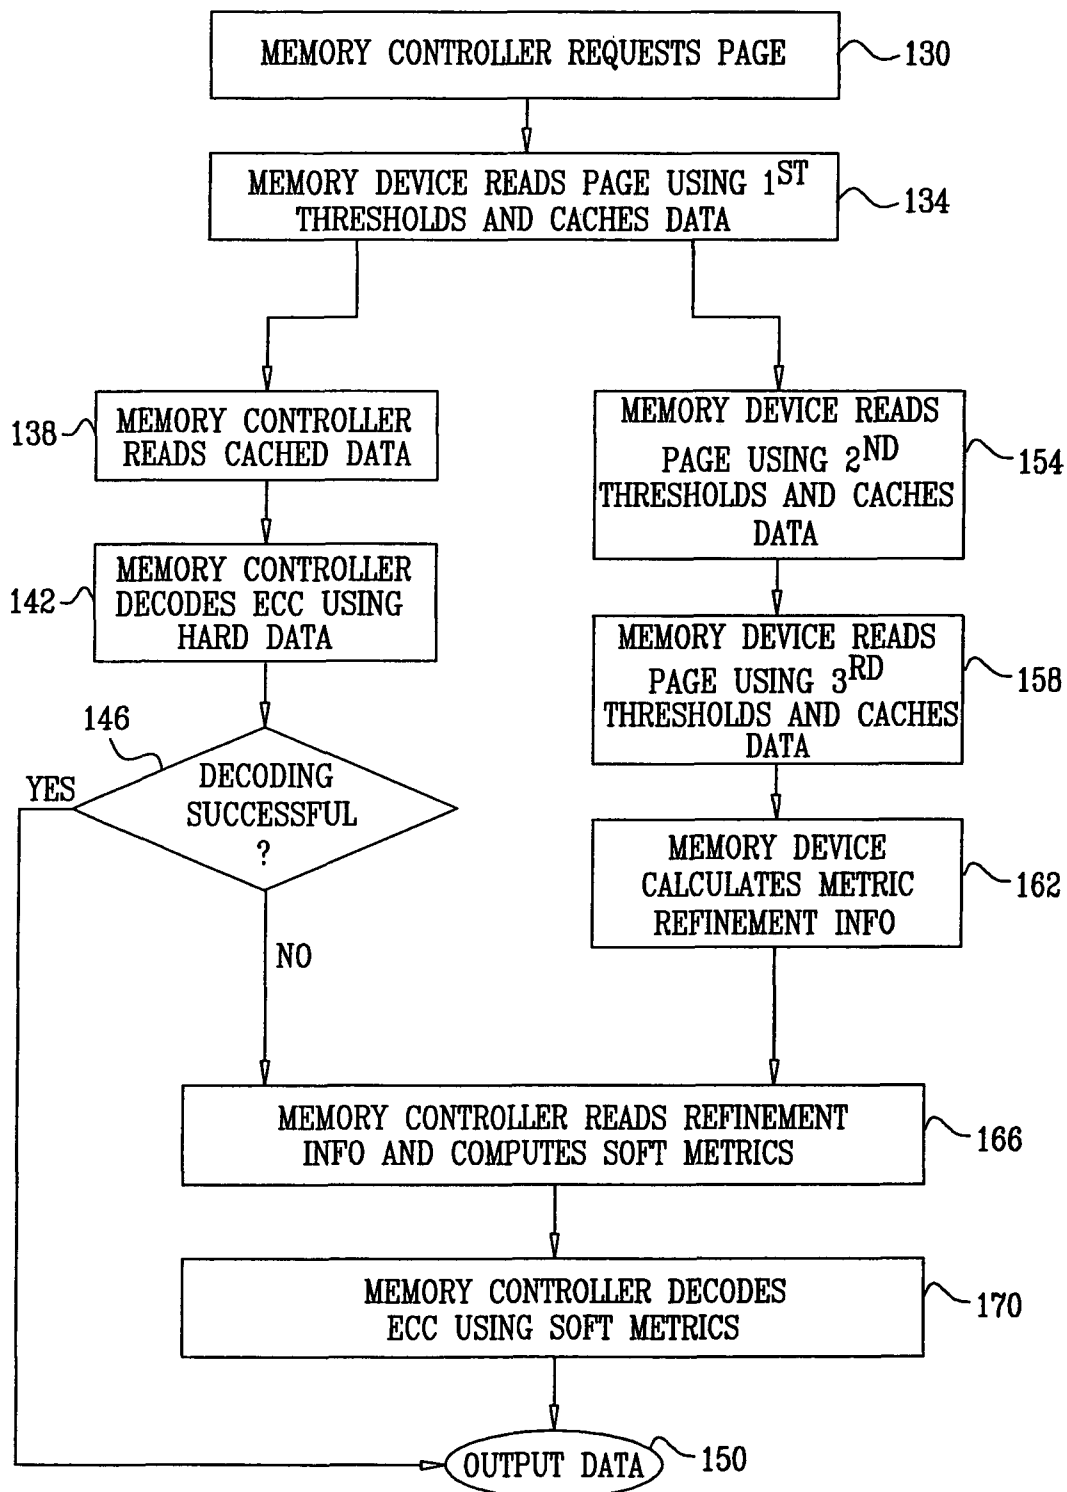 MEMORY CONTROLLER REQUESTS PAGE
130
MEMORY DEVICE READS PAGE USING 1ST
THRESHOLDS AND CACHES DATA
134
MEMORY CONTROLLER
READS CACHED DATA
138
MEMORY DEVICE READS
PAGE USING 2ND
THRESHOLDS AND CACHES
DATA
154
MEMORY CONTROLLER
DECODES ECC USING
HARD DATA
142
MEMORY DEVICE READS
PAGE USING 3RD
THRESHOLDS AND CACHES
DATA
158
146
YES
DECODING
SUCCESSFUL
?
NO
MEMORY DEVICE
CALCULATES METRIC
REFINEMENT INFO
162
MEMORY CONTROLLER READS REFINEMENT
INFO AND COMPUTES SOFT METRICS
166
MEMORY CONTROLLER DECODES
ECC USING SOFT METRICS
170
OUTPUT DATA
150